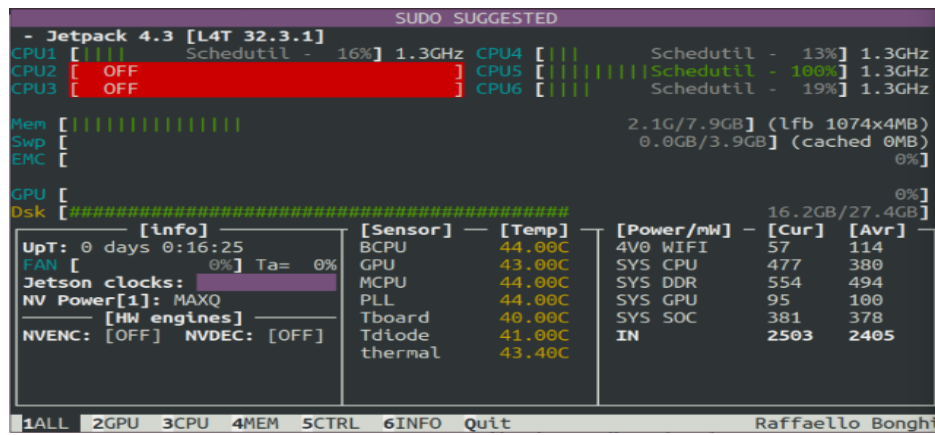 SUDO SUGGESTED
- Jetpack 4.3 [L4T 32.3.1]
CPU1 [|||| Schedutil - 16%] 1.3GHz CPU4 [||| Schedutil - 13%] 1.3GHz
CPU2 [ OFF ] CPU5 [||||||||||Schedutil - 100%] 1.3GHz
CPU3 [ OFF ] CPU6 [|||| Schedutil - 19%] 1.3GHz
Mem [||||||||||||||| 2.1G/7.9GB] (lfb 1074x4MB)
Swp [ 0.0GB/3.9GB] (cached 0MB)
EMC [ 0%]
GPU [ 0%]
Dsk [########################################### 16.2GB/27.4GB]
[info] [Sensor] [Temp] [Power/mW] [Cur] [Avr]
UpT: 0 days 0:16:25 BCPU 44.00C 4V0 WIFI 57 114
FAN [ 0%] Ta= 0% GPU 43.00C SYS CPU 477 380
Jetson clocks: MCPU 44.00C SYS DDR 554 494
NV Power[1]: MAXQ PLL 44.00C SYS GPU 95 100
[HW engines] Tboard 40.00C SYS SOC 381 378
NVENC: [OFF] NVDEC: [OFF] Tdiode 41.00C IN 2503 2405
thermal 43.40C
1ALL 2GPU 3CPU 4MEM 5CTRL 6INFO Quit Raffaello Bonghi